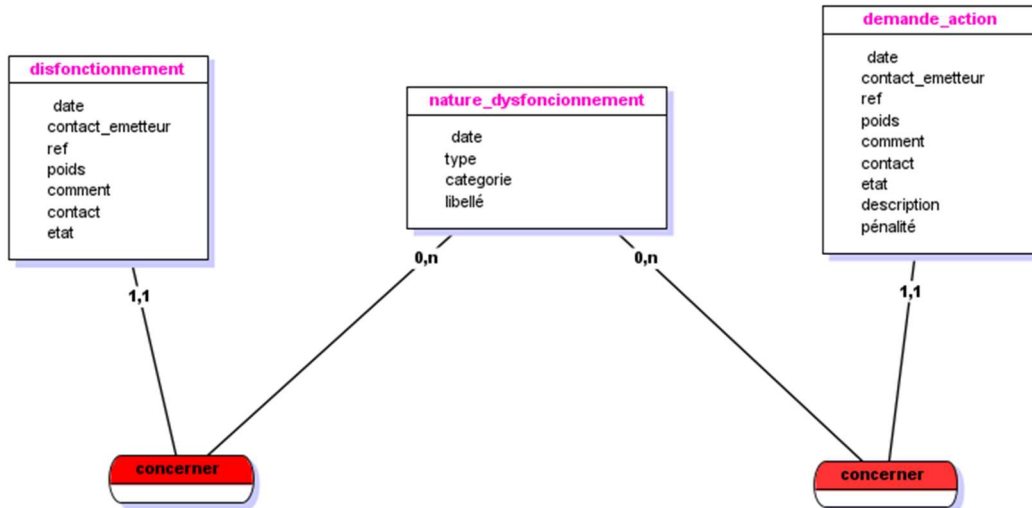 disfonctionnement
date
contact_emetteur
ref
poids
comment
contact
etat
nature_dysfoncionnement
date
type
categorie
libellé
demande_action
date
contact_emetteur
ref
poids
comment
contact
etat
description
pénalité
1,1
0,n
0,n
1,1
concerner
concerner